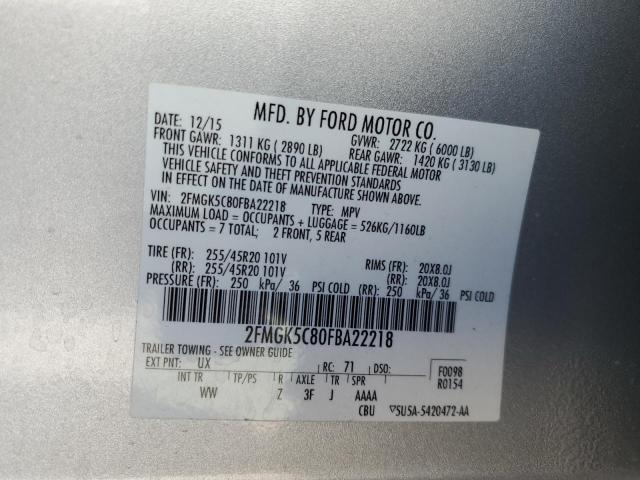 MFD. BY FORD MOTOR CO.
DATE: 12/15 GVWR: 2722 KG ( 6000 LB)
FRONT GAWR: 1311 KG ( 2890 LB) REAR GAWR: 1420 KG ( 3130 LB)
THIS VEHICLE CONFORMS TO ALL APPLICABLE FEDERAL MOTOR
VEHICLE SAFETY AND THEFT PREVENTION STANDARDS
IN EFFECT ON THE DATE OF MANUFACTURE SHOWN ABOVE.
VIN: 2FMGK5C80FBA22218 TYPE: MPV
MAXIMUM LOAD = OCCUPANTS + LUGGAGE = 526KG/1160LB
OCCUPANTS = 7 TOTAL; 2 FRONT, 5 REAR
TIRE (FR): 255/45R20 101V RIMS (FR): 20X8.0J
(RR): 255/45R20 101V (RR): 20X8.0J
PRESSURE (FR): 250 kPa/ 36 PSI COLD (RR): 250 kPa/ 36 PSI COLD
2FMGK5C80FBA22218
TRAILER TOWING - SEE OWNER GUIDE
EXT PNT: UX RC: 71 DSO: F0098
INT TR TP/PS R AXLE TR SPR R0154
WW Z 3F J AAAA
CBU 5U5A-5420472-AA